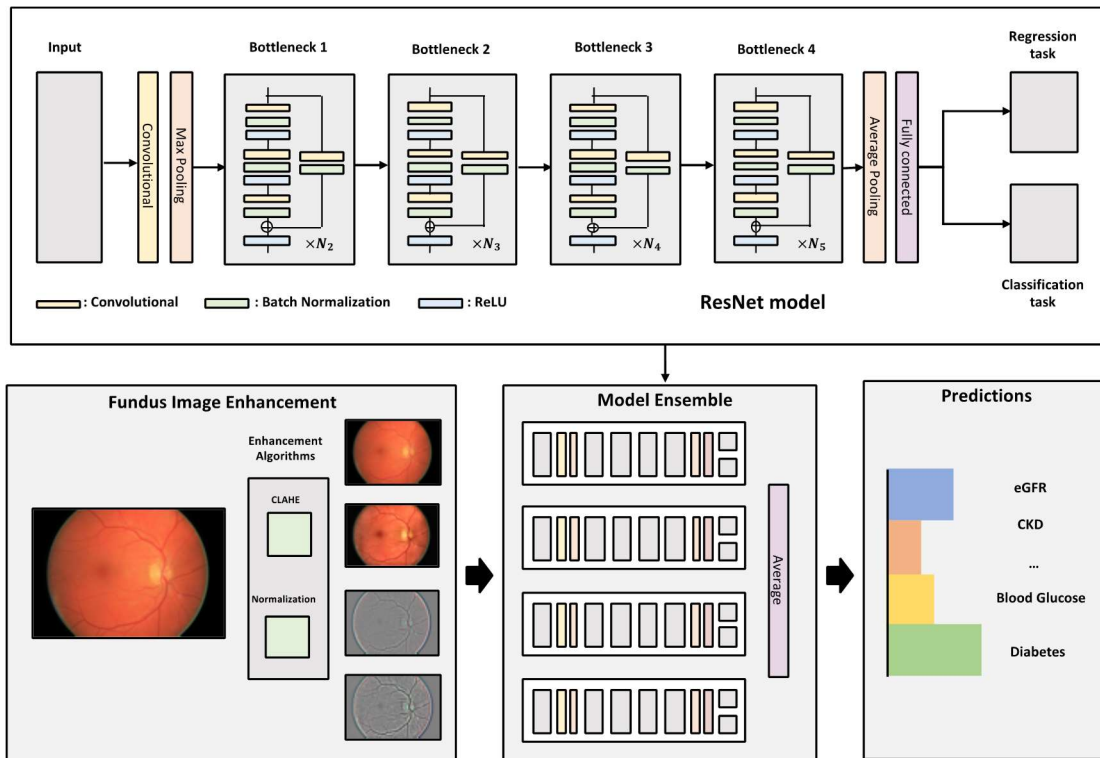 Input
Bottleneck 1
Bottleneck 2
Bottleneck 3
Bottleneck 4
Regression
task
Convolutional
Max Pooling
Average Pooling
Fully connected
×N₂
×N₃
×N₄
×N₅
: Convolutional
: Batch Normalization
: ReLU
ResNet model
Classification
task
Fundus Image Enhancement
Enhancement
Algorithms
CLAHE
Normalization
Model Ensemble
Average
Predictions
eGFR
CKD
...
Blood Glucose
Diabetes